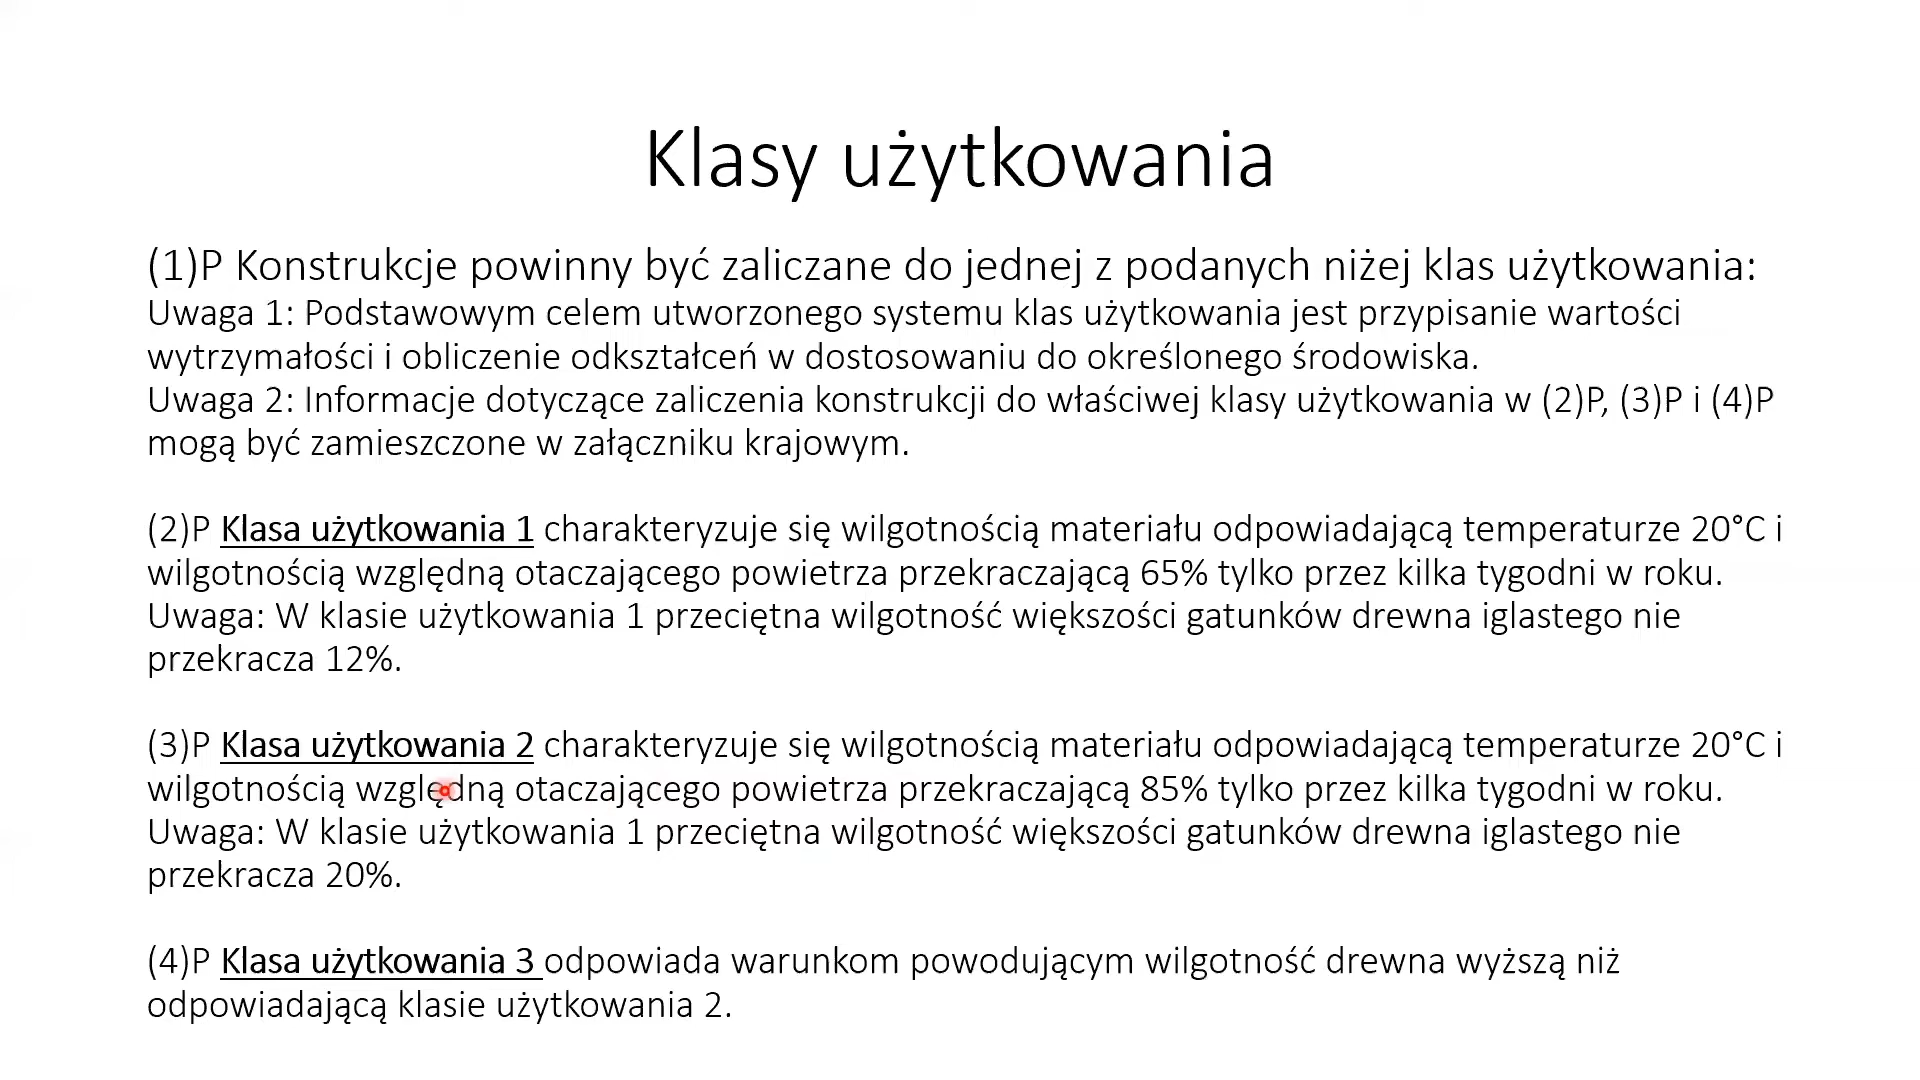 Klasy użytkowania
(1)P Konstrukcje powinny być zaliczane do jednej z podanych niżej klas użytkowania:
Uwaga 1: Podstawowym celem utworzonego systemu klas użytkowania jest przypisanie wartości
wytrzymałości i obliczenie odkształceń w dostosowaniu do określonego środowiska.
Uwaga 2: Informacje dotyczące zaliczenia konstrukcji do właściwej klasy użytkowania w (2)P, (3)P i (4)P
mogą być zamieszczone w załączniku krajowym.
(2)P Klasa użytkowania 1 charakteryzuje się wilgotnością materiału odpowiadającą temperaturze 20°C i
wilgotnością względną otaczającego powietrza przekraczającą 65% tylko przez kilka tygodni w roku.
Uwaga: W klasie użytkowania 1 przeciętna wilgotność większości gatunków drewna iglastego nie
przekracza 12%.
(3)P Klasa użytkowania 2 charakteryzuje się wilgotnością materiału odpowiadającą temperaturze 20°C i
wilgotnością względną otaczającego powietrza przekraczającą 85% tylko przez kilka tygodni w roku.
Uwaga: W klasie użytkowania 1 przeciętna wilgotność większości gatunków drewna iglastego nie
przekracza 20%.
(4)P Klasa użytkowania 3 odpowiada warunkom powodującym wilgotność drewna wyższą niż
odpowiadającą klasie użytkowania 2.